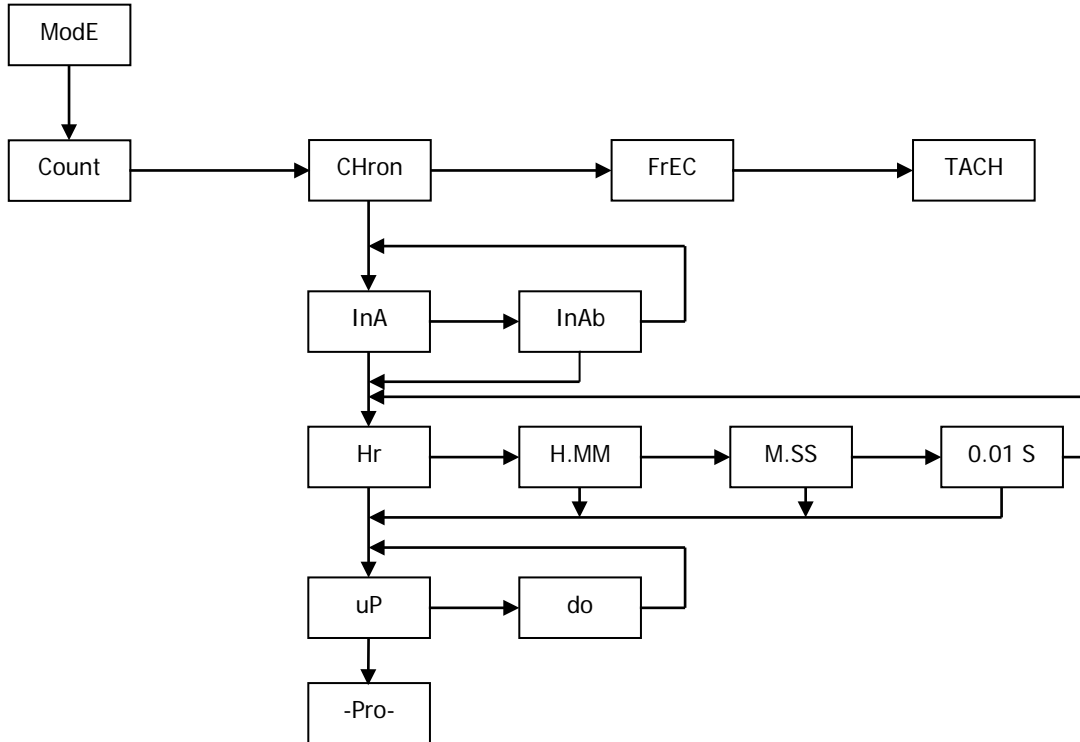 ModE
Count
CHron
FrEC
TACH
InA
InAb
Hr
H.MM
M.SS
0.01 S
uP
do
-Pro-